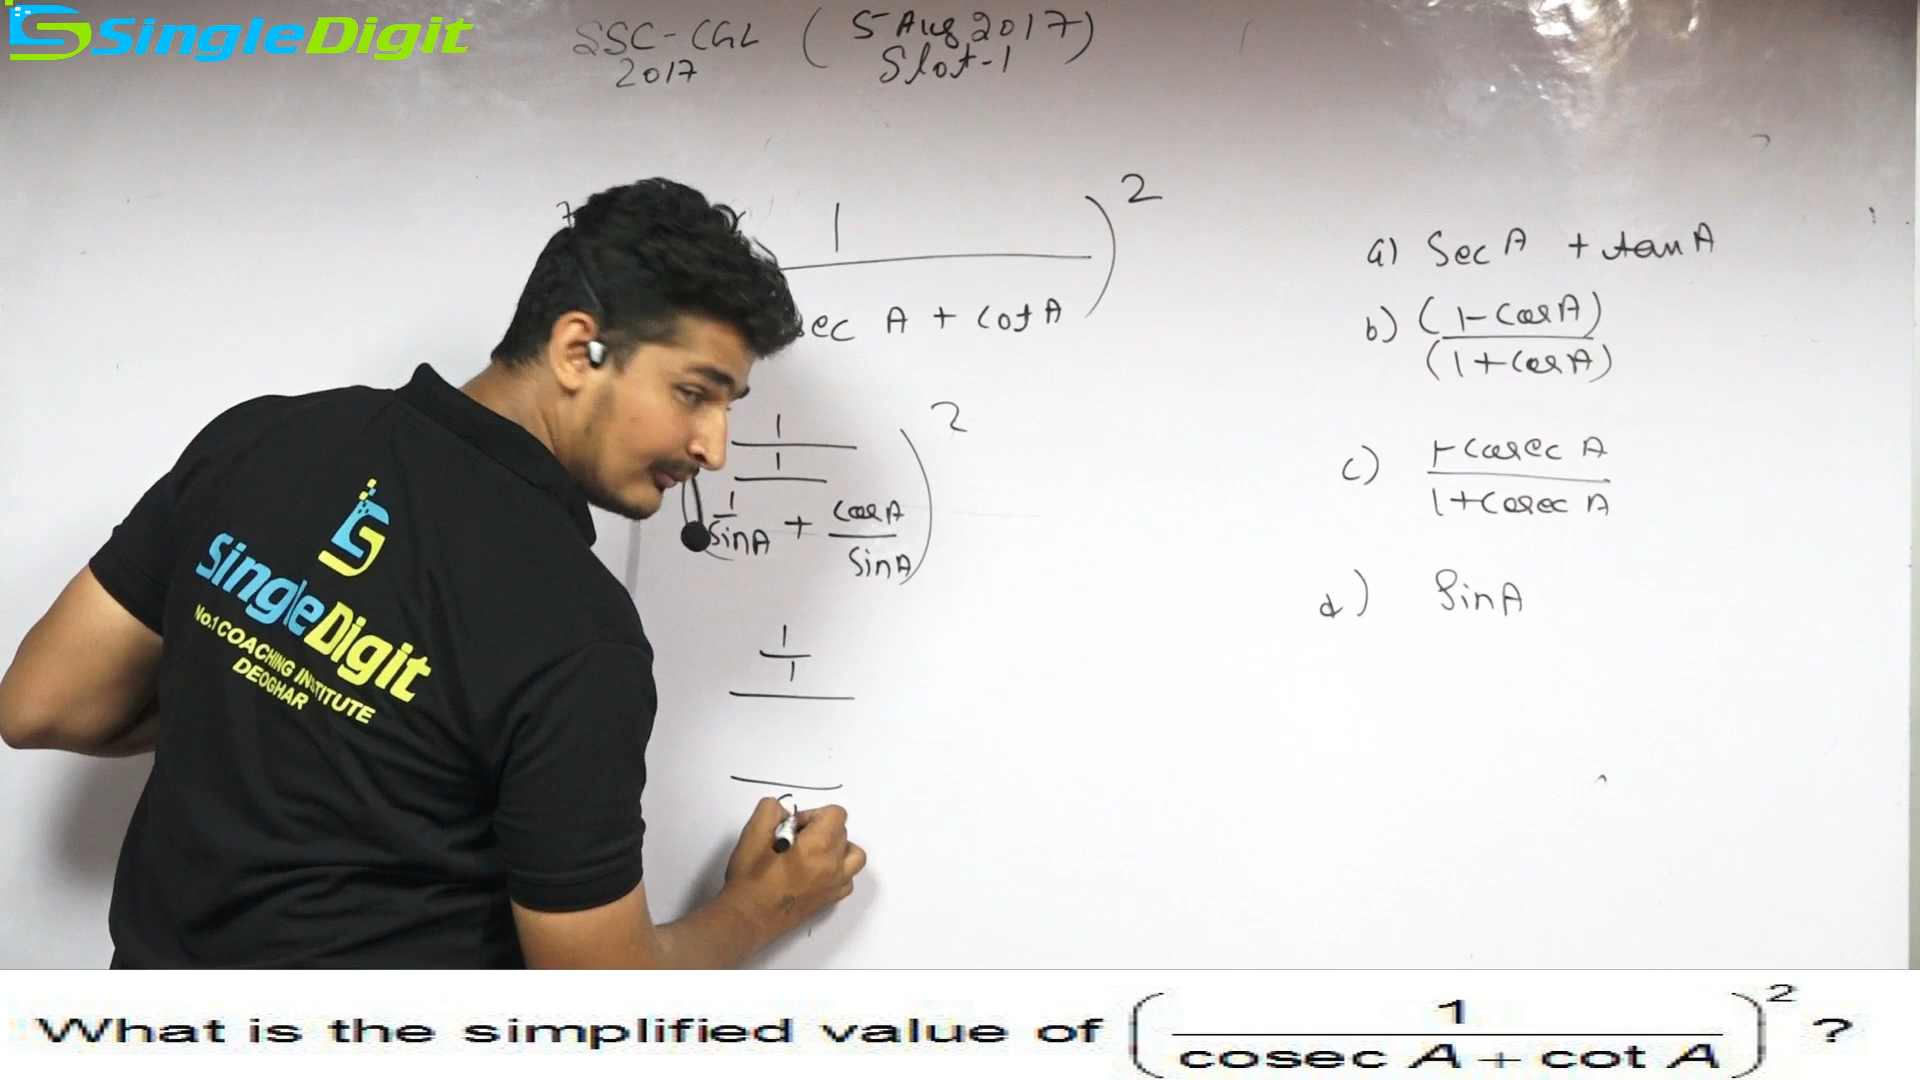 SingleDigit
SSC-CGL (5 Aug 2017)
2017 Slot-1
1
sec A + cot A
2
1
1
1
sinA + cosA
sinA
2
1
1
a) Sec A + tan A
b) (1-cosA)
(1+cosA)
c) 1-cosec A
1+cosec A
d) SinA
SingleDigit
No.1 COACHING INSTITUTE
DEOGHAR
What is the simplified value of (1 / cosec A + cot A)² ?